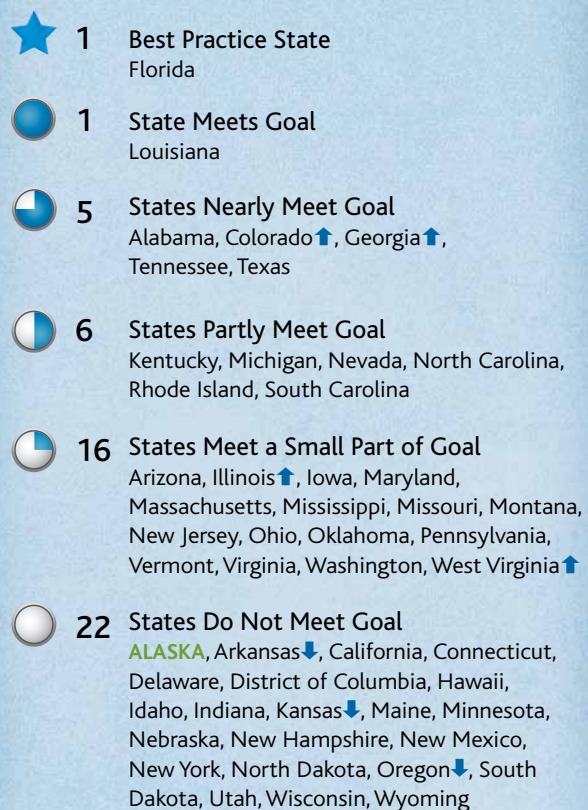 1 Best Practice State
Florida
1 State Meets Goal
Louisiana
5 States Nearly Meet Goal
Alabama, Colorado⬆, Georgia⬆,
Tennessee, Texas
6 States Partly Meet Goal
Kentucky, Michigan, Nevada, North Carolina,
Rhode Island, South Carolina
16 States Meet a Small Part of Goal
Arizona, Illinois⬆, Iowa, Maryland,
Massachusetts, Mississippi, Missouri, Montana,
New Jersey, Ohio, Oklahoma, Pennsylvania,
Vermont, Virginia, Washington, West Virginia⬆
22 States Do Not Meet Goal
ALASKA, Arkansas⬇, California, Connecticut,
Delaware, District of Columbia, Hawaii,
Idaho, Indiana, Kansas⬇, Maine, Minnesota,
Nebraska, New Hampshire, New Mexico,
New York, North Dakota, Oregon⬇, South
Dakota, Utah, Wisconsin, Wyoming